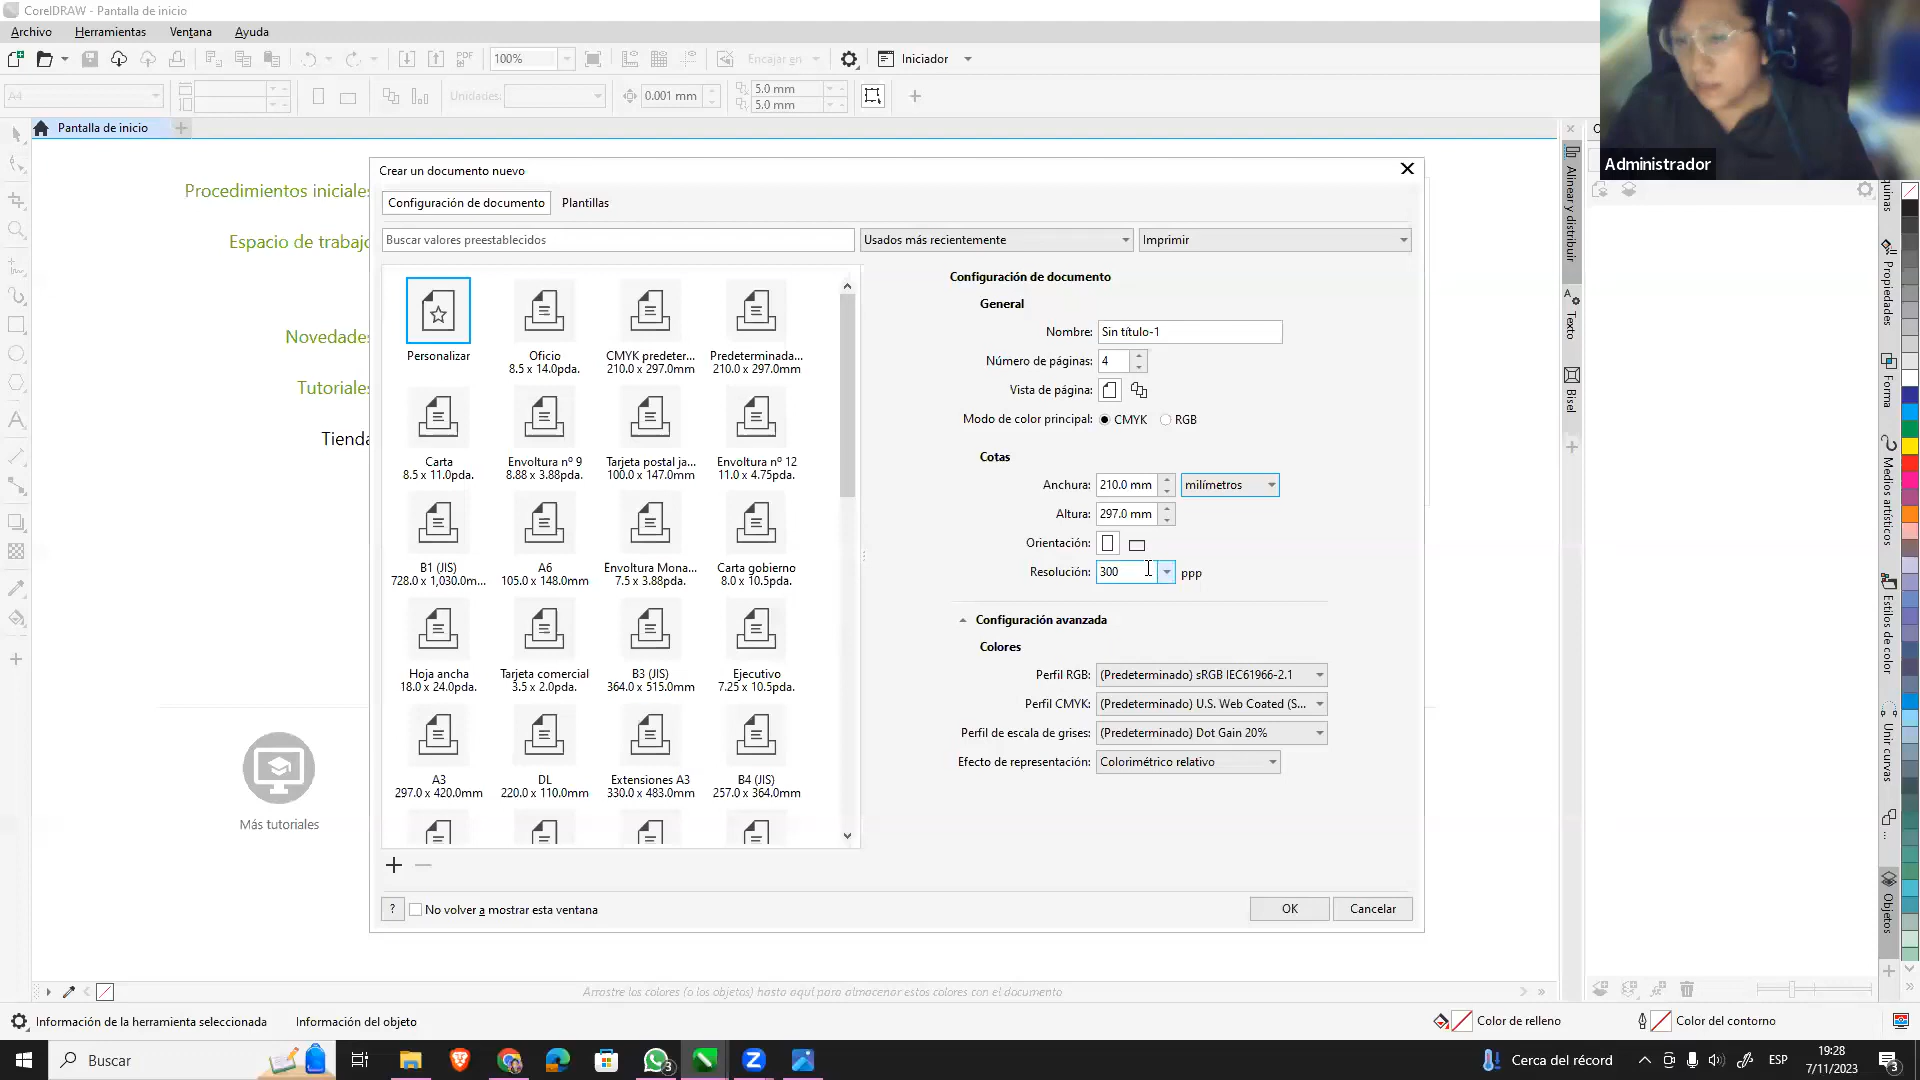 CorelDRAW - Pantalla de inicio
Archivo Herramientas Ventana Ayuda
PDF 100% Encajar en Iniciador
A4 Unidades: 0.001 mm 5.0 mm
5.0 mm
Pantalla de inicio
Administrador
Procedimientos iniciales
Espacio de trabajo
Novedades
Tutoriales
Tienda
Más tutoriales
Crear un documento nuevo
Configuración de documento Plantillas
Buscar valores preestablecidos Usados más recientemente Imprimir
Personalizar
Oficio
8.5 x 14.0pda.
CMYK predeter...
210.0 x 297.0mm
Predeterminada...
210.0 x 297.0mm
Carta
8.5 x 11.0pda.
Envoltura nº 9
8.88 x 3.88pda.
Tarjeta postal ja...
100.0 x 147.0mm
Envoltura nº 12
11.0 x 4.75pda.
B1 (JIS)
728.0 x 1,030.0m...
A6
105.0 x 148.0mm
Envoltura Mona...
7.5 x 3.88pda.
Carta gobierno
8.0 x 10.5pda.
Hoja ancha
18.0 x 24.0pda.
Tarjeta comercial
3.5 x 2.0pda.
B3 (JIS)
364.0 x 515.0mm
Ejecutivo
7.25 x 10.5pda.
A3
297.0 x 420.0mm
DL
220.0 x 110.0mm
Extensiones A3
330.0 x 483.0mm
B4 (JIS)
257.0 x 364.0mm
Configuración de documento
General
Nombre: Sin título-1
Número de páginas: 4
Vista de página:
Modo de color principal: CMYK RGB
Cotas
Anchura: 210.0 mm milímetros
Altura: 297.0 mm
Orientación:
Resolución: 300 ppp
Configuración avanzada
Colores
Perfil RGB: (Predeterminado) sRGB IEC61966-2.1
Perfil CMYK: (Predeterminado) U.S. Web Coated (S...
Perfil de escala de grises: (Predeterminado) Dot Gain 20%
Efecto de representación: Colorimétrico relativo
? No volver a mostrar esta ventana OK Cancelar
Alinear y distribuir
Texto
Bisel
Propiedades
Forma
Medios artísticos
Estilos de color
Unir curvas
...
Objetos
Arrastre los colores (o los objetos) hasta aquí para almacenar estos colores con el documento
Información de la herramienta seleccionada Información del objeto Color de relleno Color del contorno
Buscar 3 Cerca del récord ESP 19:28
7/11/2023 3